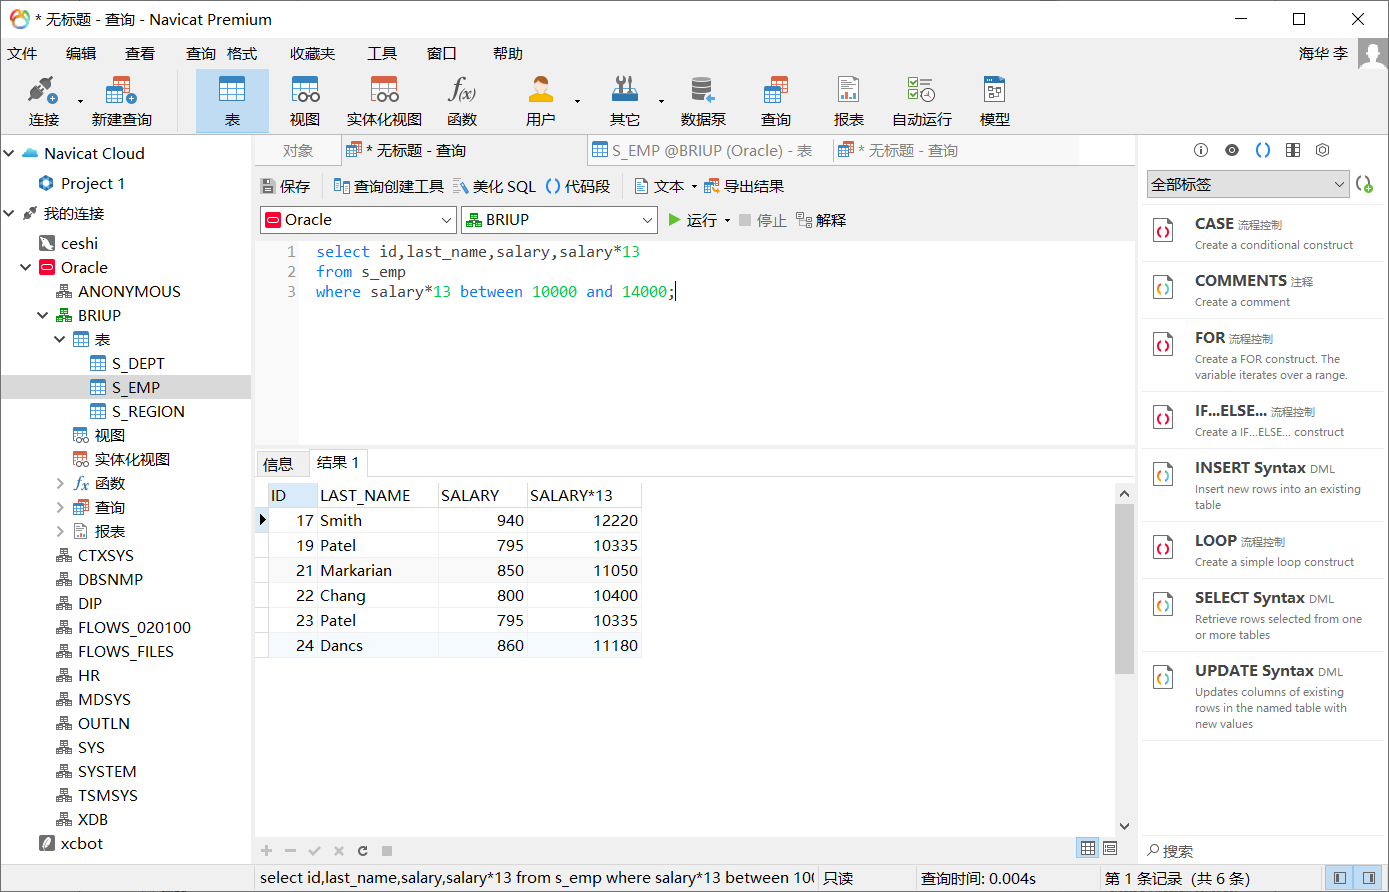 * 无标题 - 查询 - Navicat Premium
文件 编辑 查看 查询 格式 收藏夹 工具 窗口 帮助 海华 李
连接 新建查询 表 视图 实体化视图 函数 用户 其它 数据泵 查询 报表 自动运行 模型
Navicat Cloud
Project 1
我的连接
ceshi
Oracle
ANONYMOUS
BRIUP
表
S_DEPT
S_EMP
S_REGION
视图
实体化视图
函数
查询
报表
CTXSYS
DBSNMP
DIP
FLOWS_020100
FLOWS_FILES
HR
MDSYS
OUTLN
SYS
SYSTEM
TSMSYS
XDB
xcbot
对象 * 无标题 - 查询 S_EMP @BRIUP (Oracle) - 表 * 无标题 - 查询
保存 查询创建工具 美化 SQL () 代码段 文本 导出结果
Oracle BRIUP 运行 停止 解释
1 select id,last_name,salary,salary*13
2 from s_emp
3 where salary*13 between 10000 and 14000;
信息 结果 1
ID LAST_NAME SALARY SALARY*13
17 Smith 940 12220
19 Patel 795 10335
21 Markarian 850 11050
22 Chang 800 10400
23 Patel 795 10335
24 Dancs 860 11180
全部标签
CASE 流程控制
Create a conditional construct
COMMENTS 注释
Create a comment
FOR 流程控制
Create a FOR construct. The
variable iterates over a range.
IF...ELSE... 流程控制
Create a IF...ELSE... construct
INSERT Syntax DML
Insert new rows into an existing
table
LOOP 流程控制
Create a simple loop construct
SELECT Syntax DML
Retrieve rows selected from one
or more tables
UPDATE Syntax DML
Updates columns of existing
rows in the named table with
new values
搜索
select id,last_name,salary,salary*13 from s_emp where salary*13 between 100 只读 查询时间: 0.004s 第 1 条记录 (共 6 条)